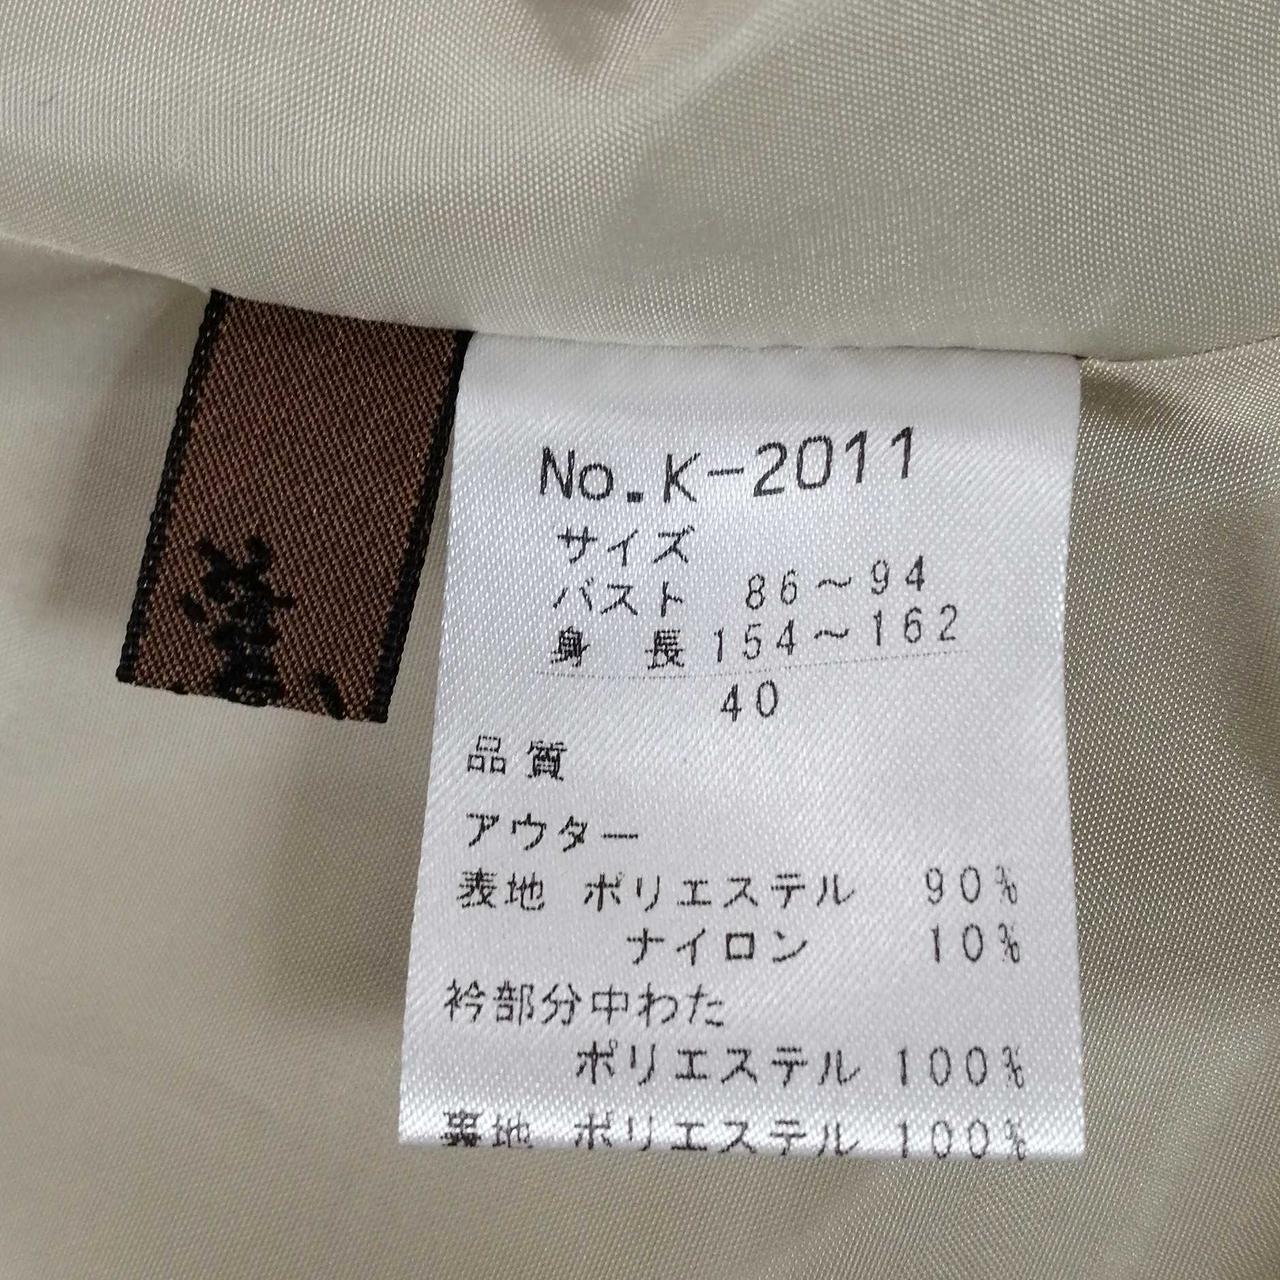 No.K-2011
サイズ
バスト 86～94
身 長 154～162
40
品質
アウター
表地 ポリエステル 90%
ナイロン 10%
衿部分中わた
ポリエステル 100%
裏地 ポリエステル 100%